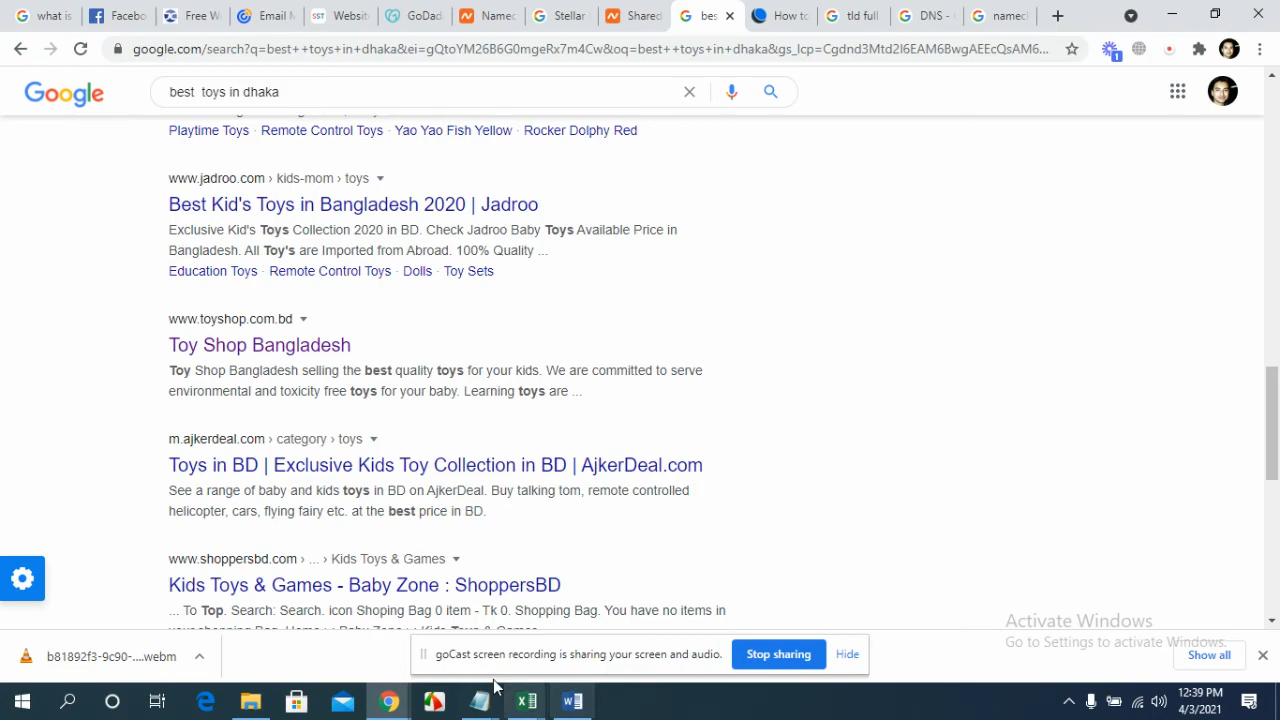 what is
Facebo
Free W
Email M
Website
GoDad
Namec
Stellar
Shared
bes
How to
tld full
DNS -
namech
google.com/search?q=best++toys+in+dhaka&ei=gQtoYM26B6G0mgeRx7m4Cw&oq=best++toys+in+dhaka&gs_lcp=Cgdnd3Mtd2l6EAM6BwgAEEcQsAM6...
1
Google
best toys in dhaka
Playtime Toys · Remote Control Toys · Yao Yao Fish Yellow · Rocker Dolphy Red
www.jadroo.com › kids-mom › toys
Best Kid's Toys in Bangladesh 2020 | Jadroo
Exclusive Kid's Toys Collection 2020 in BD. Check Jadroo Baby Toys Available Price in
Bangladesh. All Toy's are Imported from Abroad. 100% Quality ...
Education Toys · Remote Control Toys · Dolls · Toy Sets
www.toyshop.com.bd
Toy Shop Bangladesh
Toy Shop Bangladesh selling the best quality toys for your kids. We are committed to serve
environmental and toxicity free toys for your baby. Learning toys are ...
m.ajkerdeal.com › category › toys
Toys in BD | Exclusive Kids Toy Collection in BD | AjkerDeal.com
See a range of baby and kids toys in BD on AjkerDeal. Buy talking tom, remote controlled
helicopter, cars, flying fairy etc. at the best price in BD.
www.shoppersbd.com › ... › Kids Toys & Games
Kids Toys & Games - Baby Zone : ShoppersBD
... To Top. Search: Search. icon Shoping Bag 0 item - Tk 0. Shopping Bag. You have no items in
Activate Windows
Go to Settings to activate Windows.
b81892f3-9c90-....webm
goCast screen recording is sharing your screen and audio.
Stop sharing
Hide
Show all
12:39 PM
4/3/2021